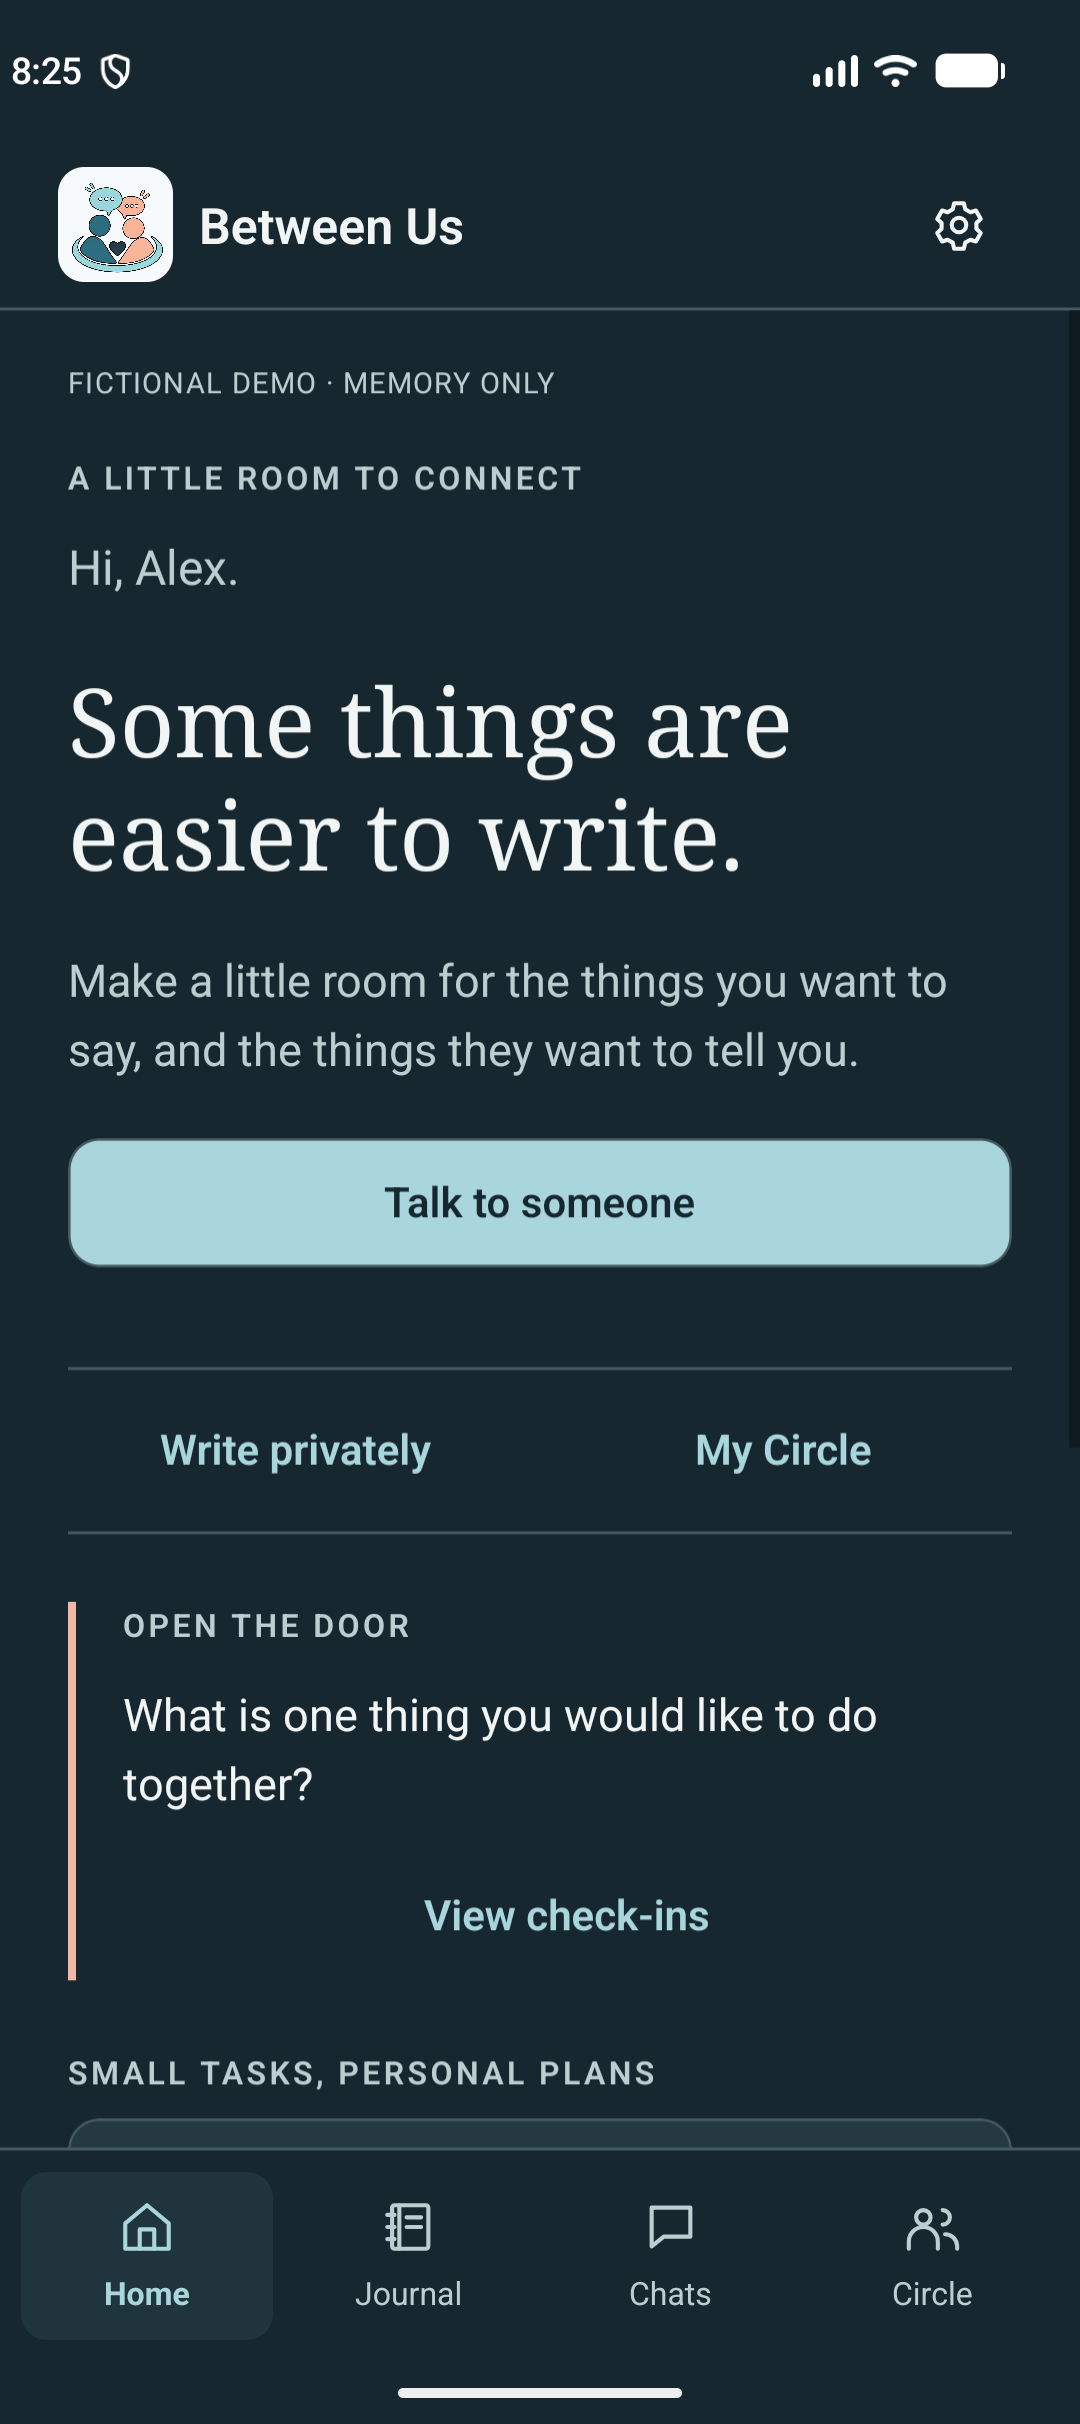 8:25
Between Us
FICTIONAL DEMO · MEMORY ONLY
A LITTLE ROOM TO CONNECT
Hi, Alex.
Some things are
easier to write.
Make a little room for the things you want to
say, and the things they want to tell you.
Talk to someone
Write privately
My Circle
OPEN THE DOOR
What is one thing you would like to do
together?
View check-ins
SMALL TASKS, PERSONAL PLANS
Home
Journal
Chats
Circle